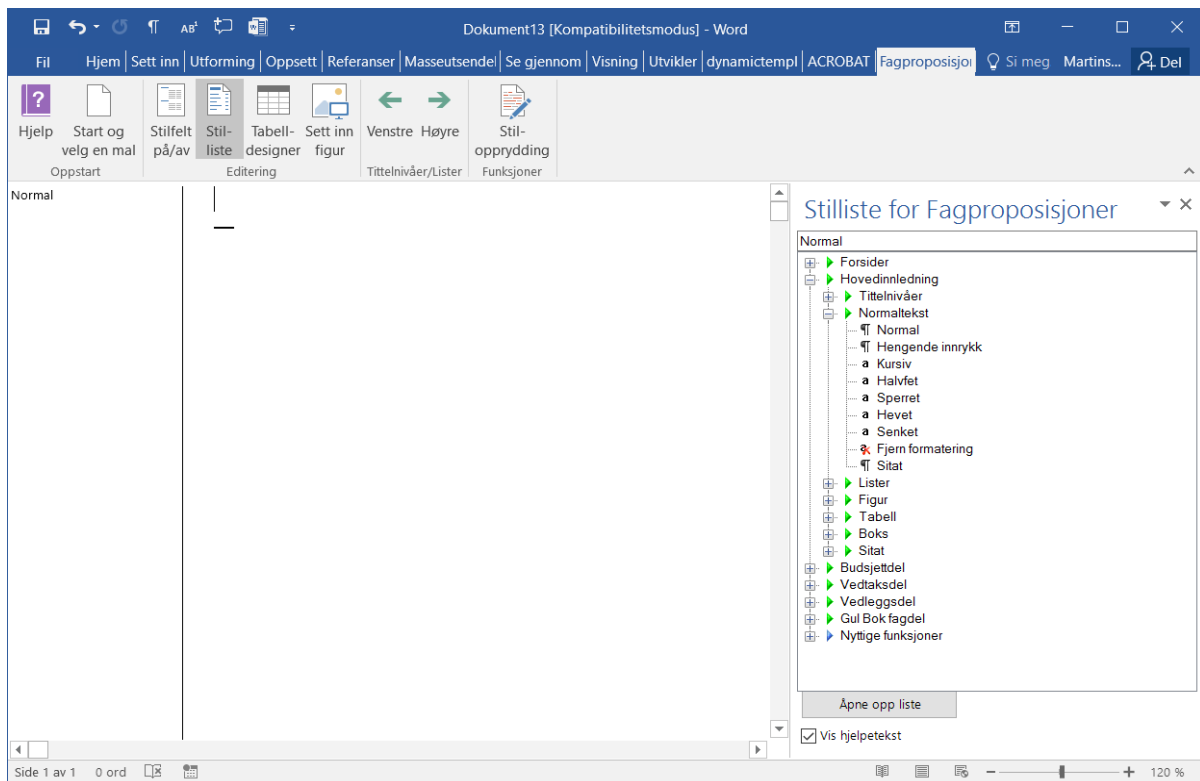 Dokument13 [Kompatibilitetsmodus] - Word
Fil Hjem Sett inn Utforming Oppsett Referanser Masseutsendel Se gjennom Visning Utvikler dynamictempl ACROBAT Fagproposisjo Si meg Martins... Del
Hjelp Start og velg en mal Stilfelt på/av Stil-liste Tabell-designer Sett inn figur Venstre Høyre Stil-opprydding
Oppstart Editering Tittelnivåer/Lister Funksjoner
Normal
Stilliste for Fagproposisjoner
Normal
Forsider
Hovedinnledning
Tittelnivåer
Normaltekst
¶ Normal
¶ Hengende innrykk
a Kursiv
a Halvfet
a Sperret
a Hevet
a Senket
a Fjern formatering
¶ Sitat
Lister
Figur
Tabell
Boks
Sitat
Budsjettdel
Vedtaksdel
Vedleggsdel
Gul Bok fagdel
Nyttige funksjoner
Åpne opp liste
Vis hjelpetekst
Side 1 av 1 0 ord 120 %